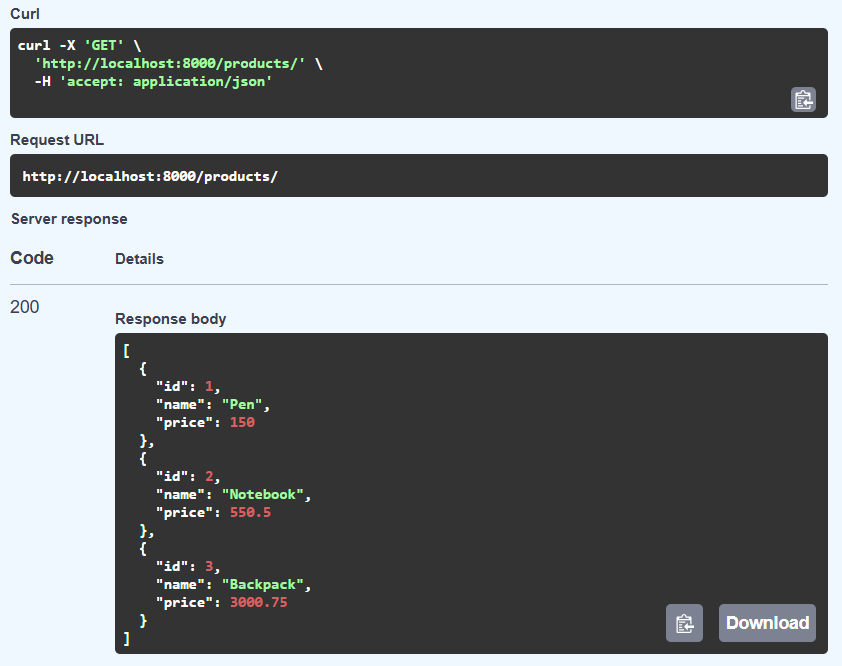 Curl
curl -X 'GET' \
  'http://localhost:8000/products/' \
  -H 'accept: application/json'
Request URL
http://localhost:8000/products/
Server response
Code Details
200
Response body
[
  {
    "id": 1,
    "name": "Pen",
    "price": 150
  },
  {
    "id": 2,
    "name": "Notebook",
    "price": 550.5
  },
  {
    "id": 3,
    "name": "Backpack",
    "price": 3000.75
  }
]
Download